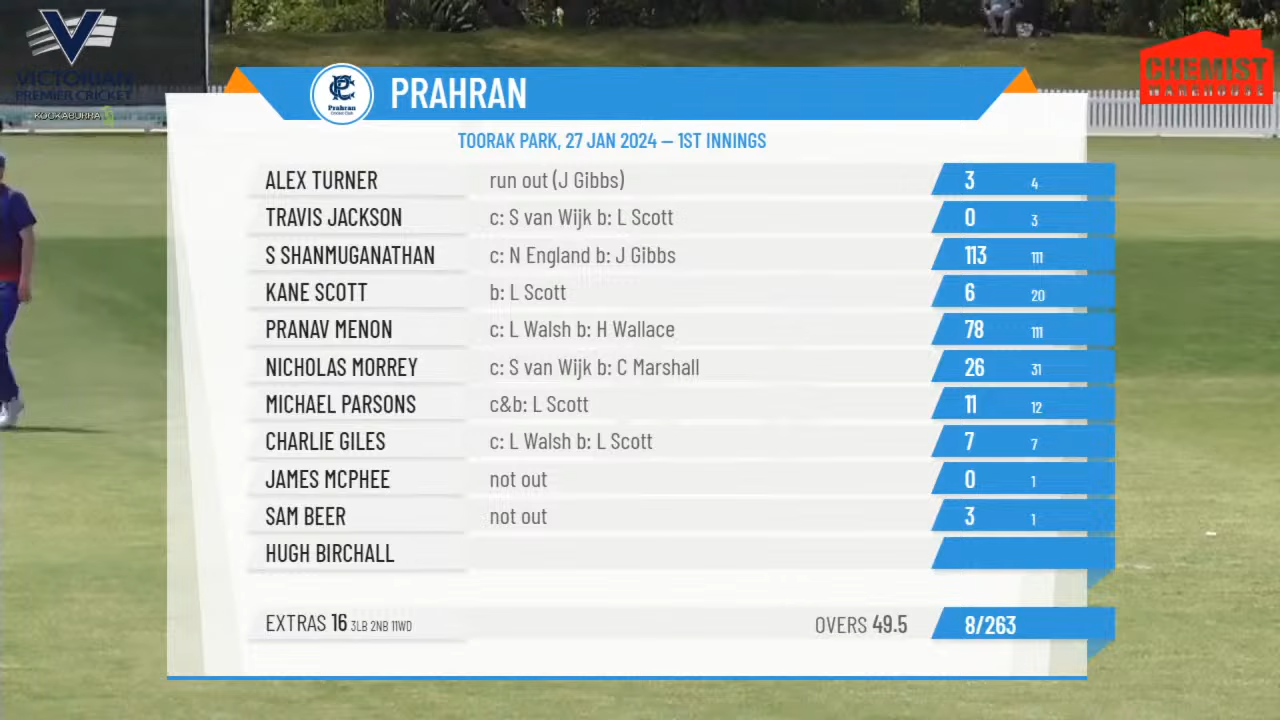 VICTORIAN
PREMIER CRICKET
KOOKABURRA
CHEMIST
WAREHOUSE
Prahran
Cricket Club
PRAHRAN
TOORAK PARK, 27 JAN 2024 – 1ST INNINGS
ALEX TURNER run out (J Gibbs) 3 4
TRAVIS JACKSON c: S van Wijk b: L Scott 0 3
S SHANMUGANATHAN c: N England b: J Gibbs 113 111
KANE SCOTT b: L Scott 6 20
PRANAV MENON c: L Walsh b: H Wallace 78 111
NICHOLAS MORREY c: S van Wijk b: C Marshall 26 31
MICHAEL PARSONS c&b: L Scott 11 12
CHARLIE GILES c: L Walsh b: L Scott 7 7
JAMES MCPHEE not out 0 1
SAM BEER not out 3 1
HUGH BIRCHALL
EXTRAS 16 3LB 2NB 11WD OVERS 49.5 8/263